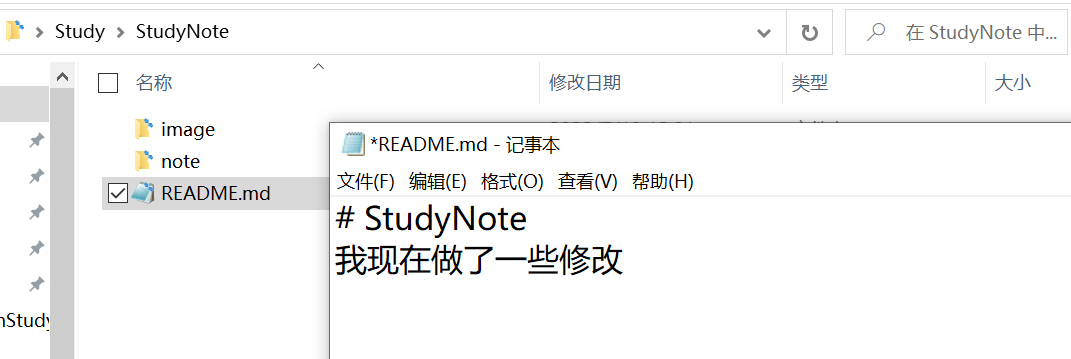 Study > StudyNote
在 StudyNote 中...
名称
修改日期
类型
大小
image
note
README.md
*README.md - 记事本
文件(F) 编辑(E) 格式(O) 查看(V) 帮助(H)
# StudyNote
我现在做了一些修改